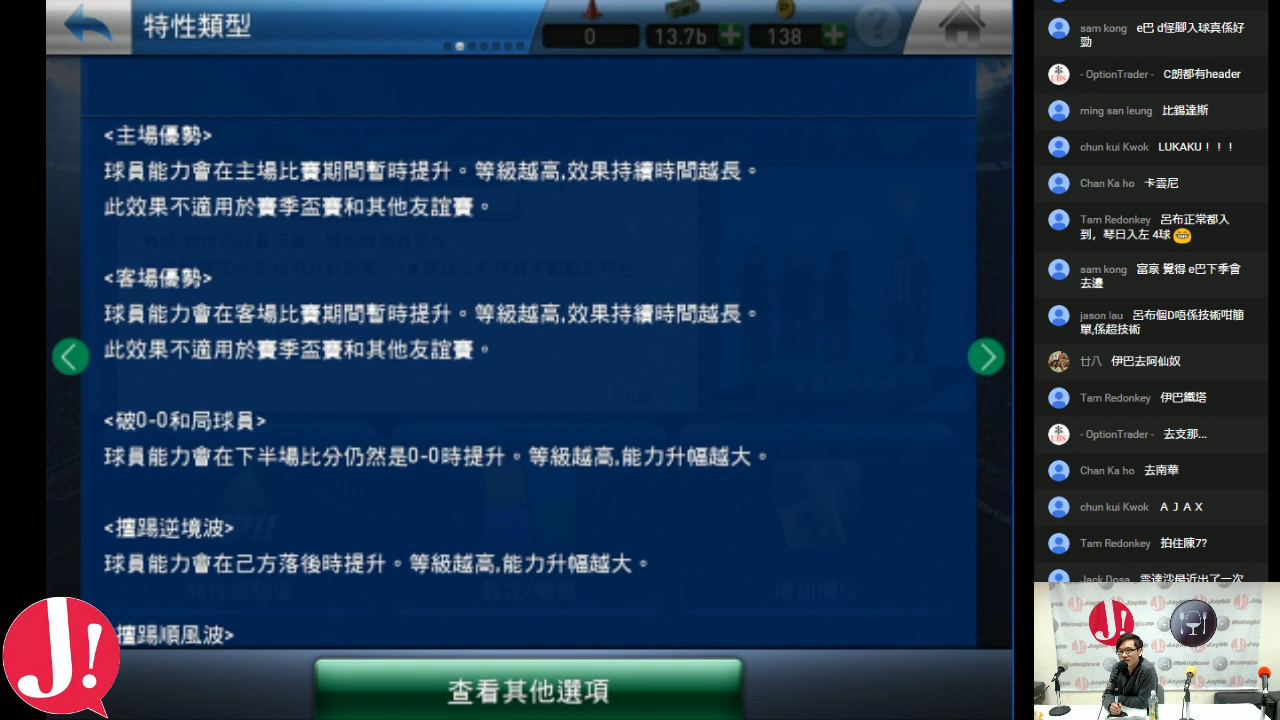 特性類型
0
13.7b
138
<主場優勢>
球員能力會在主場比賽期間暫時提升。等級越高,效果持續時間越長。
此效果不適用於賽季盃賽和其他友誼賽。
<客場優勢>
球員能力會在客場比賽期間暫時提升。等級越高,效果持續時間越長。
此效果不適用於賽季盃賽和其他友誼賽。
<破0-0和局球員>
球員能力會在下半場比分仍然是0-0時提升。等級越高,能力升幅越大。
<擅踢逆境波>
球員能力會在己方落後時提升。等級越高,能力升幅越大。
<擅踢順風波>
查看其他選項
J!
sam kong e巴 d怪腳入球真係好
勁
- OptionTrader - C朗都有header
ming san leung 比錫達斯
chun kui Kwok LUKAKU！！！
Chan Ka ho 卡雲尼
Tam Redonkey 呂布正常都入
到，琴日入左 4球😁
sam kong 富豪 覺得 e巴下季會
去邊
jason lau 呂布個D唔係技術咁簡
單,係超技術
廿八 伊巴去阿仙奴
Tam Redonkey 伊巴鐵塔
- OptionTrader - 去支那...
Chan Ka ho 去南華
chun kui Kwok ＡＪＡＸ
Tam Redonkey 拍住陳7?
Jack Dosa 雲達沙最近出了一次